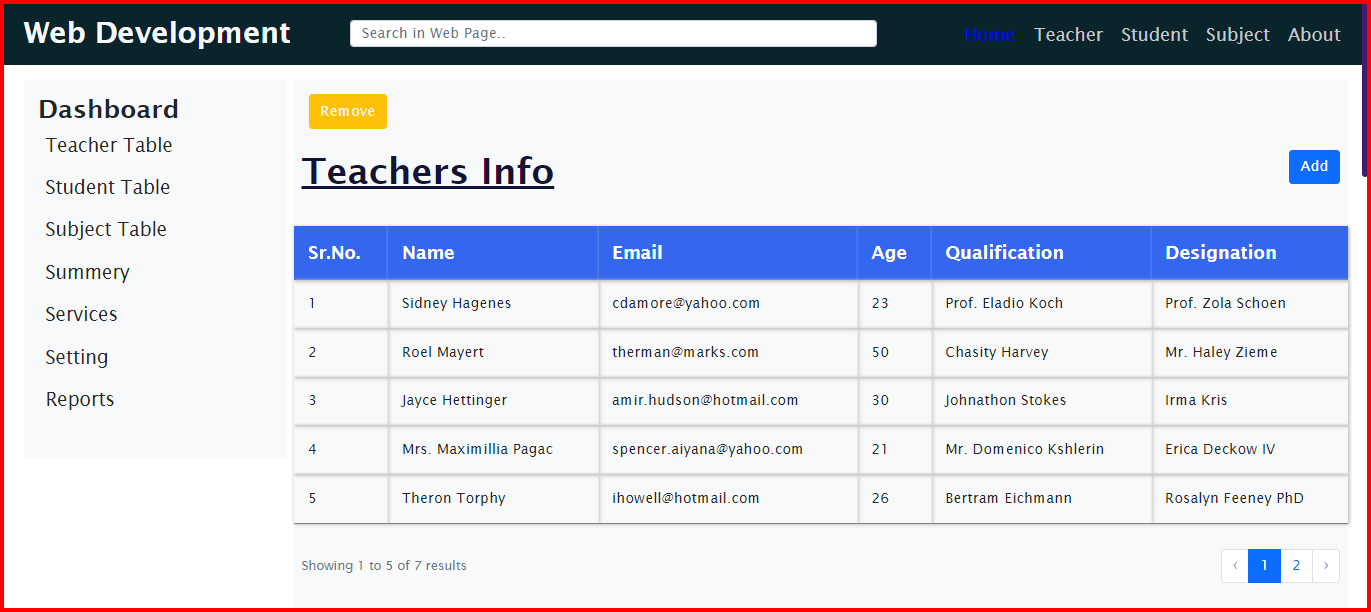 Web Development
Search in Web Page..
Home Teacher Student Subject About
Dashboard
Teacher Table
Student Table
Subject Table
Summery
Services
Setting
Reports
Remove
Teachers Info
Add
Sr.No. Name Email Age Qualification Designation
1 Sidney Hagenes cdamore@yahoo.com 23 Prof. Eladio Koch Prof. Zola Schoen
2 Roel Mayert therman@marks.com 50 Chasity Harvey Mr. Haley Zieme
3 Jayce Hettinger amir.hudson@hotmail.com 30 Johnathon Stokes Irma Kris
4 Mrs. Maximillia Pagac spencer.aiyana@yahoo.com 21 Mr. Domenico Kshlerin Erica Deckow IV
5 Theron Torphy ihowell@hotmail.com 26 Bertram Eichmann Rosalyn Feeney PhD
Showing 1 to 5 of 7 results
‹ 1 2 ›